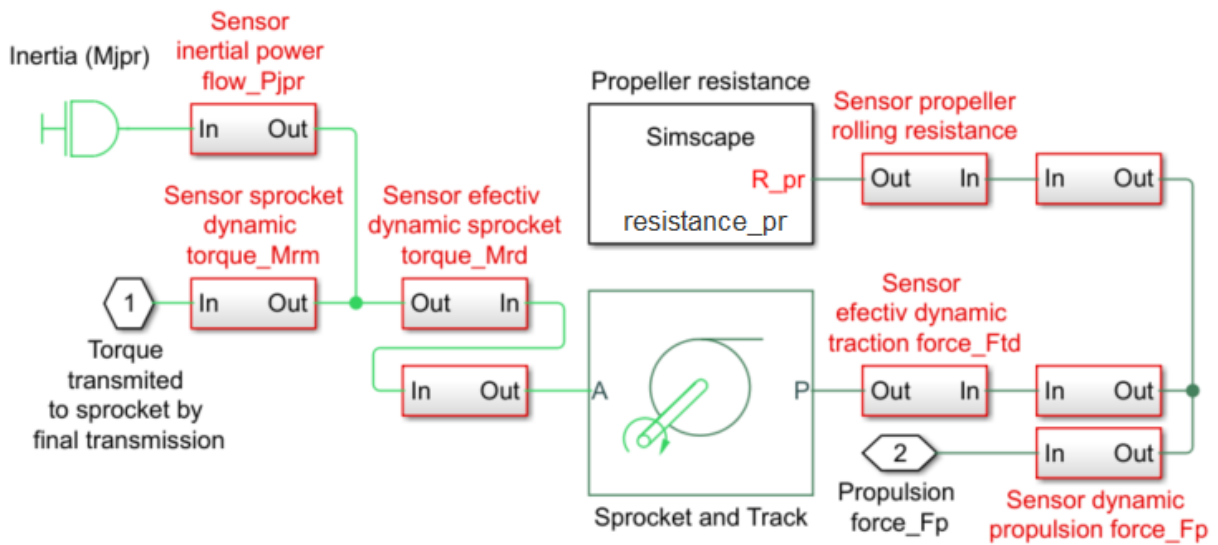 Inertia (Mjpr)
Sensor
inertial power
flow_Pjpr
In Out
Propeller resistance
Simscape
R_pr
resistance_pr
Sensor propeller
rolling resistance
Out In
In Out
Sensor sprocket
dynamic
torque_Mrm
In Out
Sensor efectiv
dynamic sprocket
torque_Mrd
Out In
In Out
1
Torque
transmited
to sprocket by
final transmission
A
P
Sprocket and Track
Sensor
efectiv dynamic
traction force_Ftd
Out In
In Out
2
Propulsion
force_Fp
In Out
Sensor dynamic
propulsion force_Fp